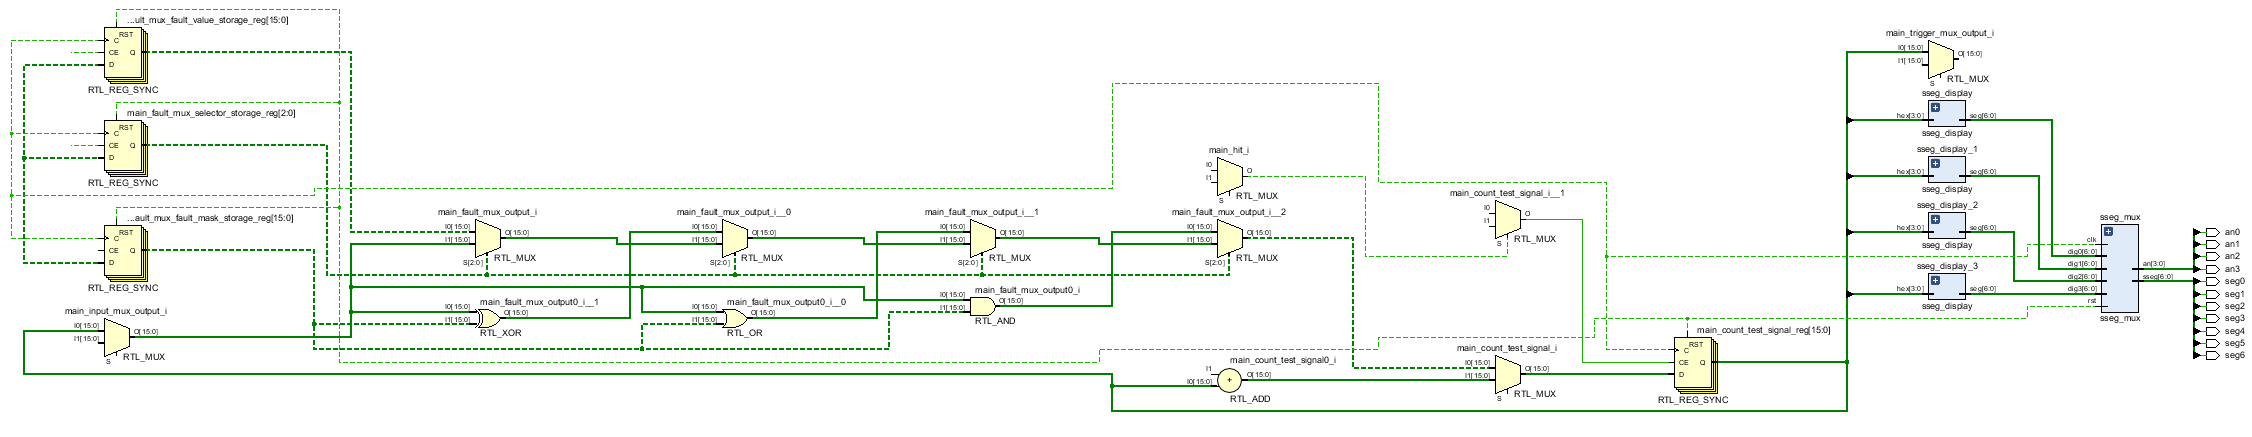 ...ult_mux_fault_value_storage_reg[15:0]
RST
C
CE
Q
D
RTL_REG_SYNC
main_fault_mux_selector_storage_reg[2:0]
RST
C
CE
Q
D
RTL_REG_SYNC
...ault_mux_fault_mask_storage_reg[15:0]
RST
C
CE
Q
D
RTL_REG_SYNC
main_input_mux_output_i
I0[15:0]
I1[15:0]
O[15:0]
S
RTL_MUX
main_fault_mux_output_i
I0[15:0]
I1[15:0]
O[15:0]
S[2:0]
RTL_MUX
main_fault_mux_output0_i__1
I0[15:0]
I1[15:0]
O[15:0]
RTL_XOR
main_fault_mux_output_i__0
I0[15:0]
I1[15:0]
O[15:0]
S[2:0]
RTL_MUX
main_fault_mux_output0_i__0
I0[15:0]
I1[15:0]
O[15:0]
RTL_OR
main_fault_mux_output_i__1
I0[15:0]
I1[15:0]
O[15:0]
S[2:0]
RTL_MUX
main_fault_mux_output0_i
I0[15:0]
I1[15:0]
O[15:0]
RTL_AND
main_hit_i
I0
I1
O
S
RTL_MUX
main_fault_mux_output_i__2
I0[15:0]
I1[15:0]
O[15:0]
S[2:0]
RTL_MUX
main_count_test_signal0_i
I1
I0[15:0]
+
O[15:0]
RTL_ADD
main_count_test_signal_i__1
I0
I1
O
S
RTL_MUX
main_count_test_signal_i
I0[15:0]
I1[15:0]
O[15:0]
S
RTL_MUX
main_count_test_signal_reg[15:0]
RST
C
CE
Q
D
RTL_REG_SYNC
main_trigger_mux_output_i
I0[15:0]
I1[15:0]
O[15:0]
S
RTL_MUX
sseg_display
hex[3:0]
seg[6:0]
sseg_display
sseg_display_1
hex[3:0]
seg[6:0]
sseg_display
sseg_display_2
hex[3:0]
seg[6:0]
sseg_display
sseg_display_3
hex[3:0]
seg[6:0]
sseg_display
sseg_mux
clk
dig0[6:0]
dig1[6:0]
dig2[6:0]
dig3[6:0]
rst
an[3:0]
sseg[6:0]
sseg_mux
an0
an1
an2
an3
seg0
seg1
seg2
seg3
seg4
seg5
seg6